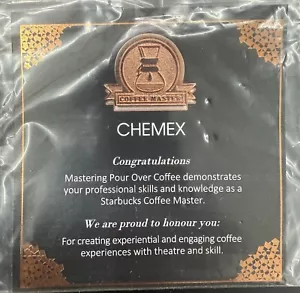 COFFEE MASTER
CHEMEX
Congratulations
Mastering Pour Over Coffee demonstrates
your professional skills and knowledge as a
Starbucks Coffee Master.
We are proud to honour you:
For creating experiential and engaging coffee
experiences with theatre and skill.